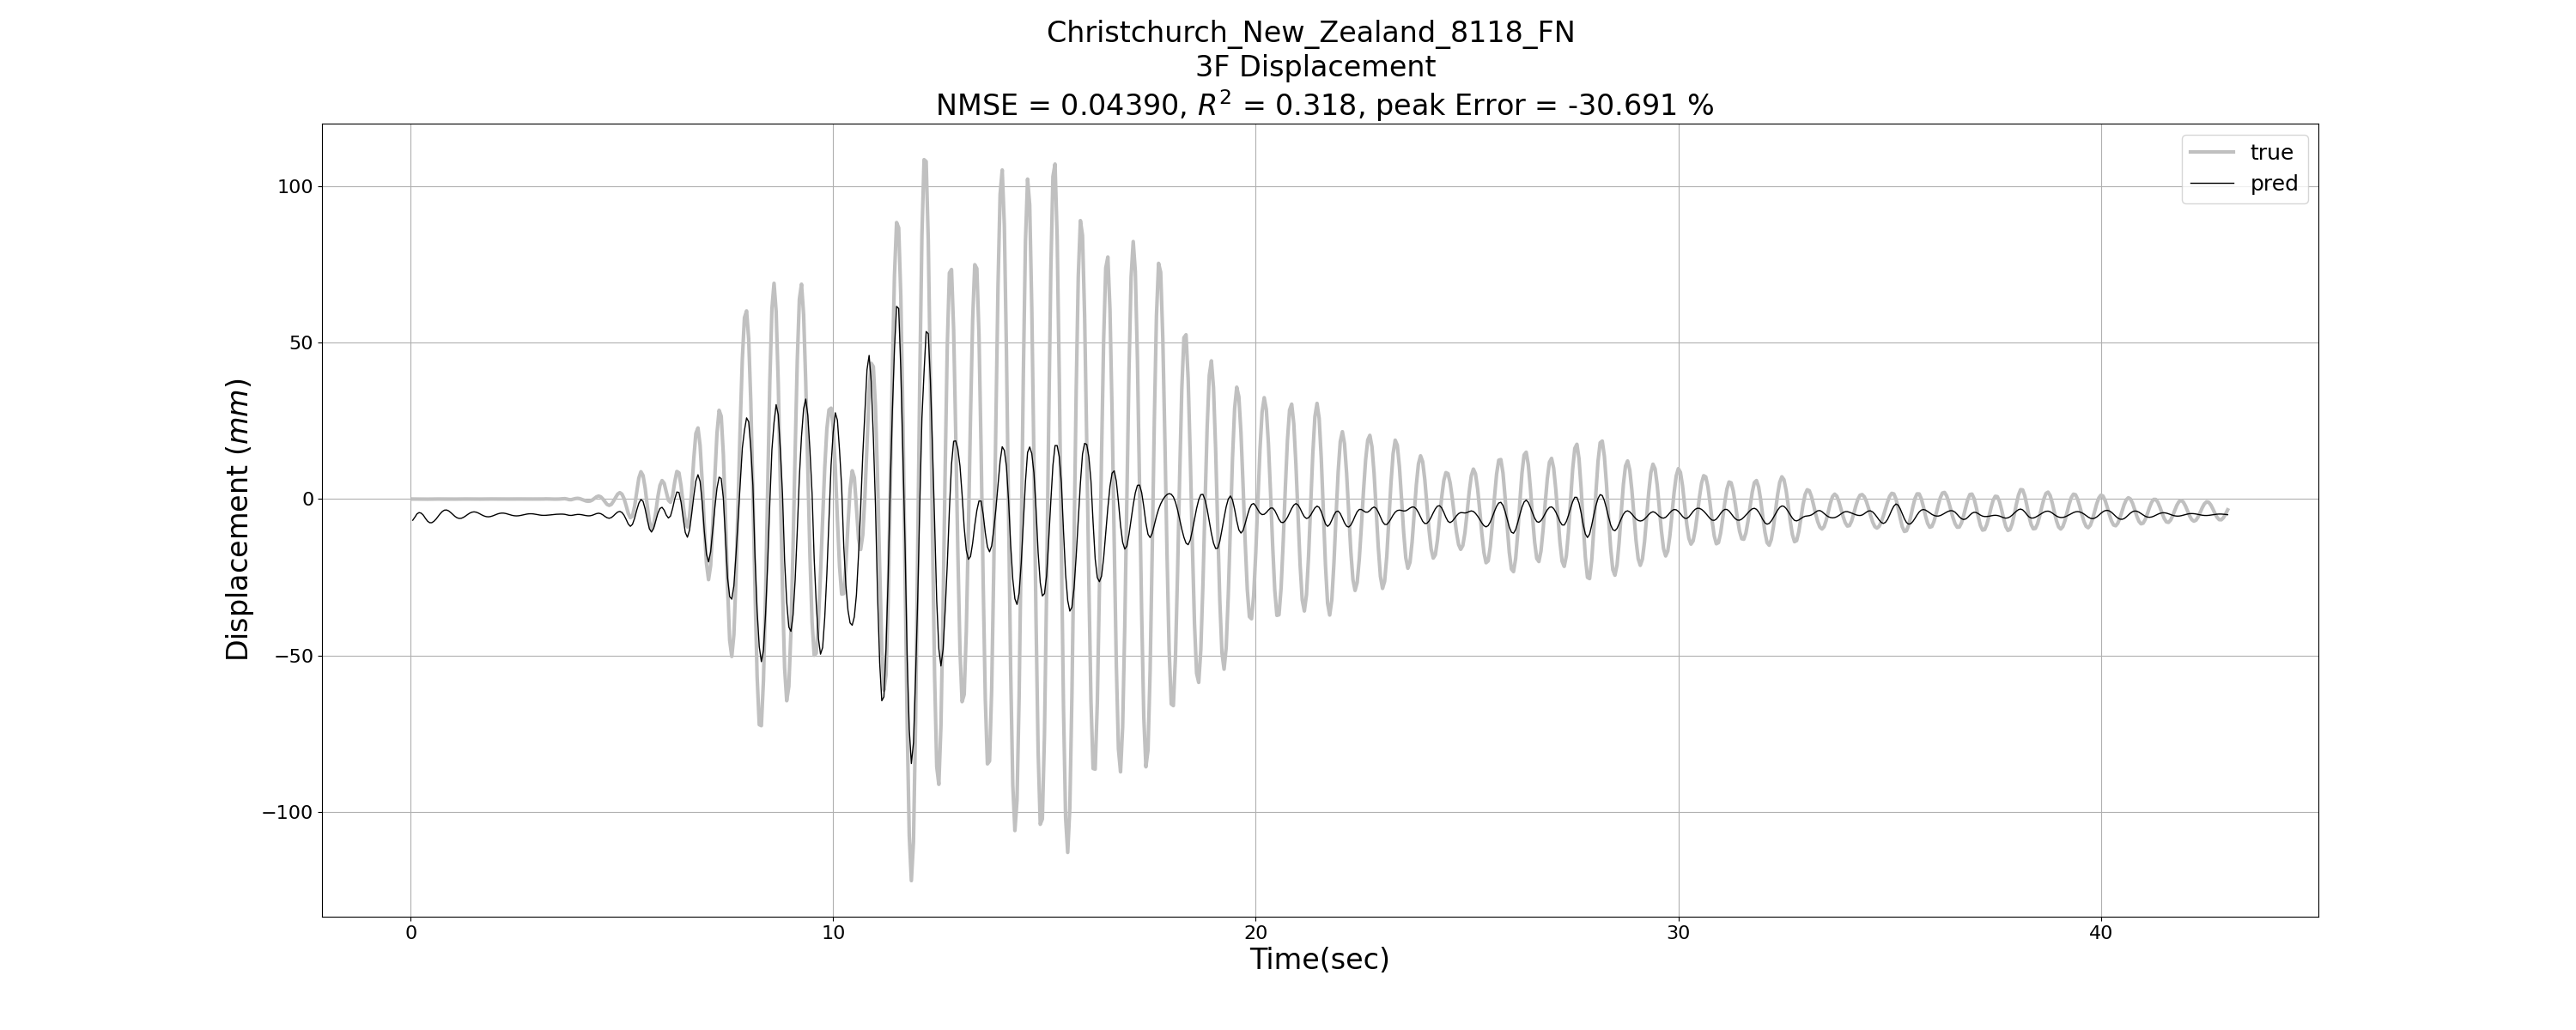 Christchurch_New_Zealand_8118_FN
3F Displacement
NMSE = 0.04390, R² = 0.318, peak Error = -30.691 %
true
pred
100
50
0
−50
−100
Displacement (mm)
0 10 20 30 40
Time(sec)